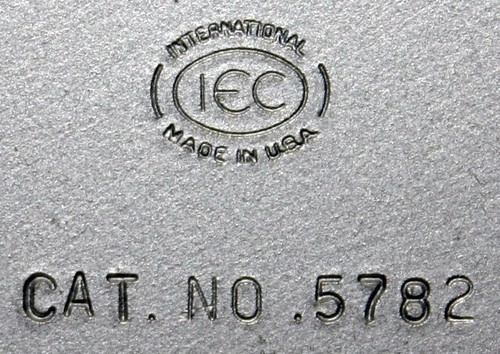 INTERNATIONAL
IEC
MADE IN U.S.A
CAT. NO. 5782